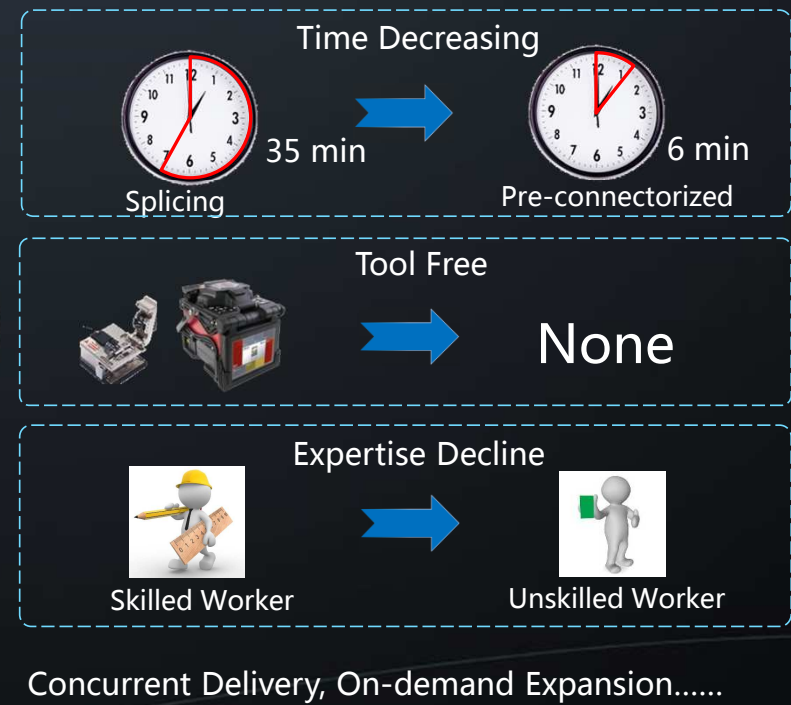 Time Decreasing
35 min
6 min
Splicing
Pre-connectorized
Tool Free
None
Expertise Decline
Skilled Worker
Unskilled Worker
Concurrent Delivery, On-demand Expansion......